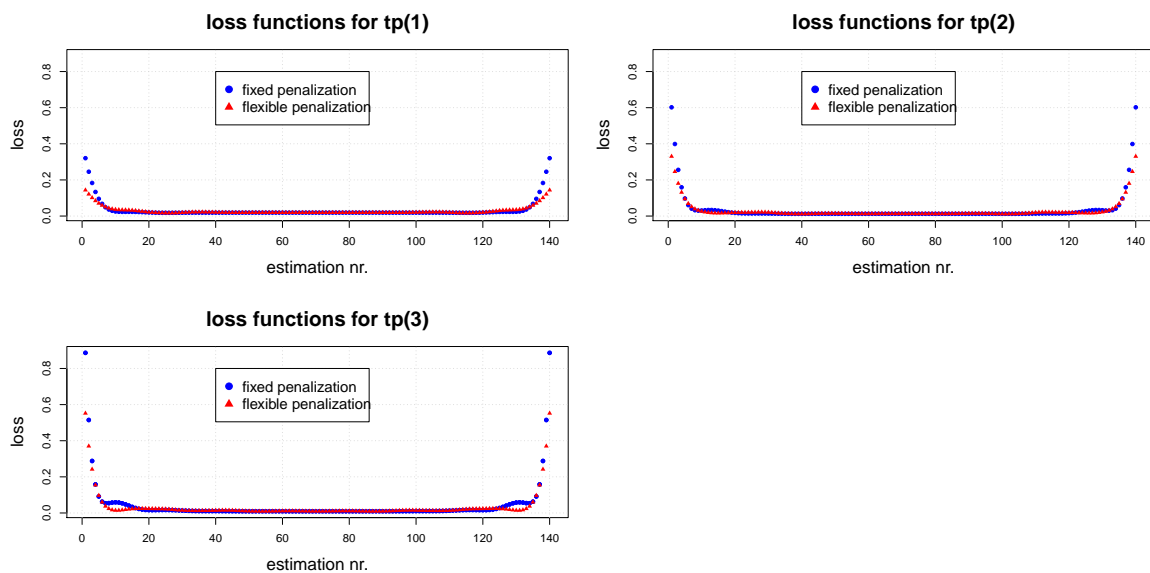 loss functions for tp(1)
loss
0.0 0.2 0.4 0.6 0.8
fixed penalization
flexible penalization
0 20 40 60 80 100 120 140
estimation nr.
loss functions for tp(2)
loss
0.0 0.2 0.4 0.6 0.8
fixed penalization
flexible penalization
0 20 40 60 80 100 120 140
estimation nr.
loss functions for tp(3)
loss
0.0 0.2 0.4 0.6 0.8
fixed penalization
flexible penalization
0 20 40 60 80 100 120 140
estimation nr.